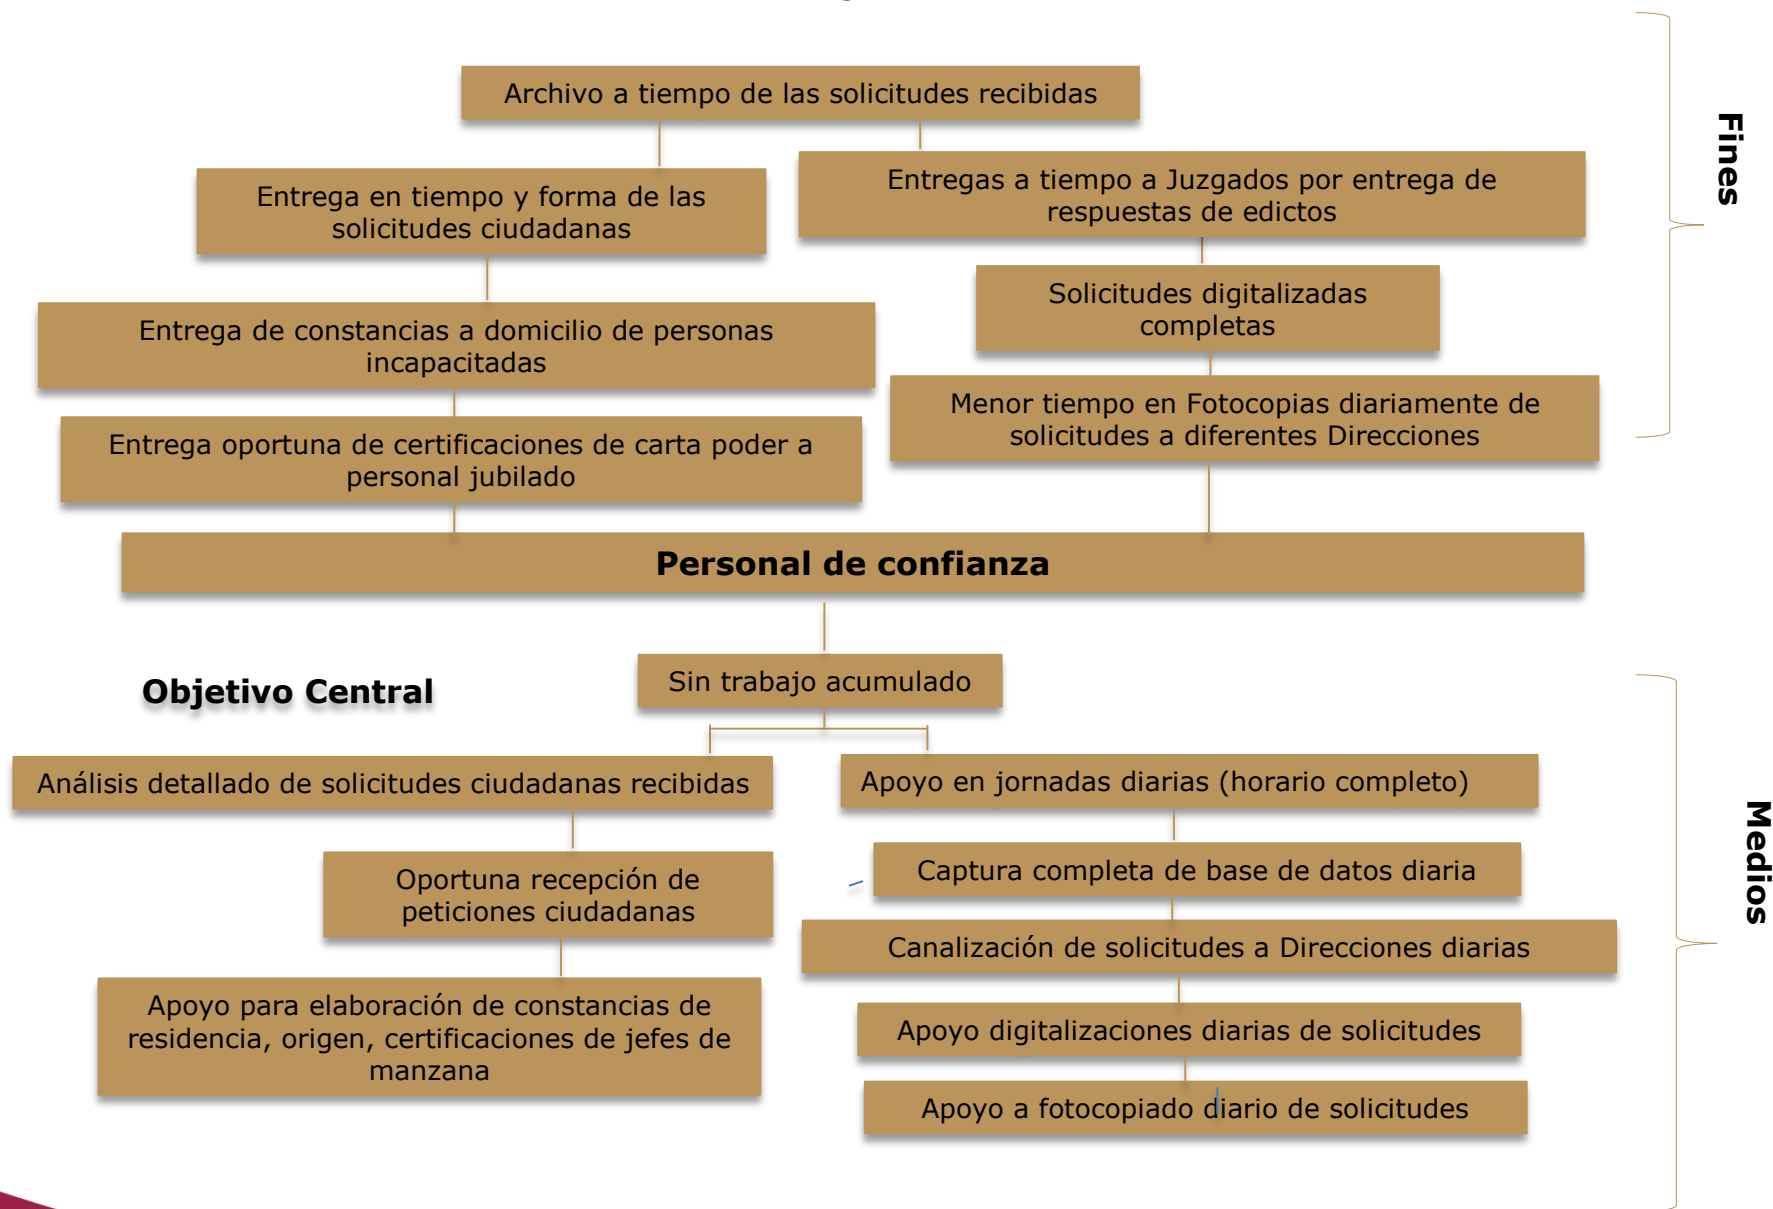 Archivo a tiempo de las solicitudes recibidas
Entrega en tiempo y forma de las
solicitudes ciudadanas
Entregas a tiempo a Juzgados por entrega de
respuestas de edictos
Solicitudes digitalizadas
completas
Entrega de constancias a domicilio de personas
incapacitadas
Menor tiempo en Fotocopias diariamente de
solicitudes a diferentes Direcciones
Entrega oportuna de certificaciones de carta poder a
personal jubilado
Fines
Personal de confianza
Objetivo Central
Sin trabajo acumulado
Análisis detallado de solicitudes ciudadanas recibidas
Oportuna recepción de
peticiones ciudadanas
Apoyo para elaboración de constancias de
residencia, origen, certificaciones de jefes de
manzana
Apoyo en jornadas diarias (horario completo)
Captura completa de base de datos diaria
Canalización de solicitudes a Direcciones diarias
Apoyo digitalizaciones diarias de solicitudes
Apoyo a fotocopiado diario de solicitudes
Medios